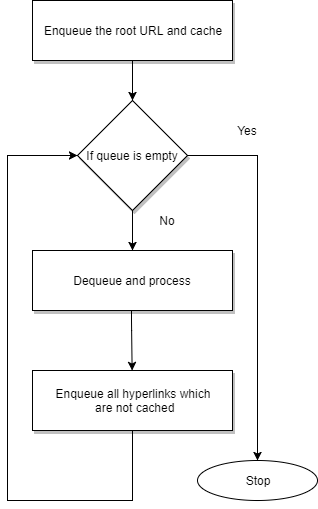 Enqueue the root URL and cache
Yes
If queue is empty
No
Dequeue and process
Enqueue all hyperlinks which
are not cached
Stop